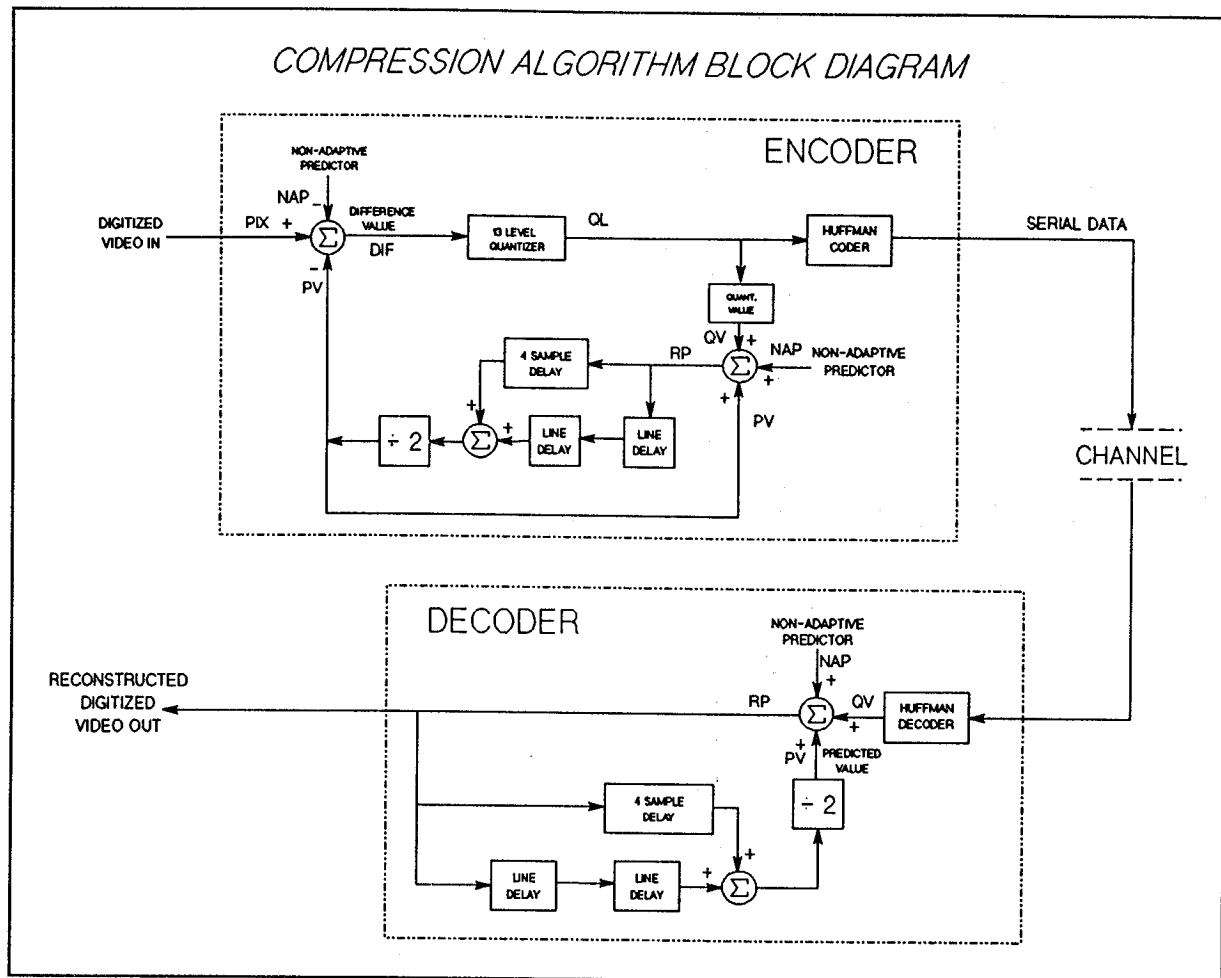 COMPRESSION ALGORITHM BLOCK DIAGRAM
ENCODER
NON-ADAPTIVE
PREDICTOR
NAP
-
DIGITIZED
VIDEO IN
PIX
+
Σ
DIFFERENCE
VALUE
DIF
-
PV
13 LEVEL
QUANTIZER
QL
HUFFMAN
CODER
SERIAL DATA
QUANT.
VALUE
QV
+
Σ
NAP
+
NON-ADAPTIVE
PREDICTOR
+
PV
RP
4 SAMPLE
DELAY
+
LINE
DELAY
LINE
DELAY
+
Σ
÷ 2
CHANNEL
DECODER
NON-ADAPTIVE
PREDICTOR
NAP
+
HUFFMAN
DECODER
QV
+
Σ
RP
+
PV
PREDICTED
VALUE
RECONSTRUCTED
DIGITIZED
VIDEO OUT
÷ 2
4 SAMPLE
DELAY
+
LINE
DELAY
LINE
DELAY
+
Σ